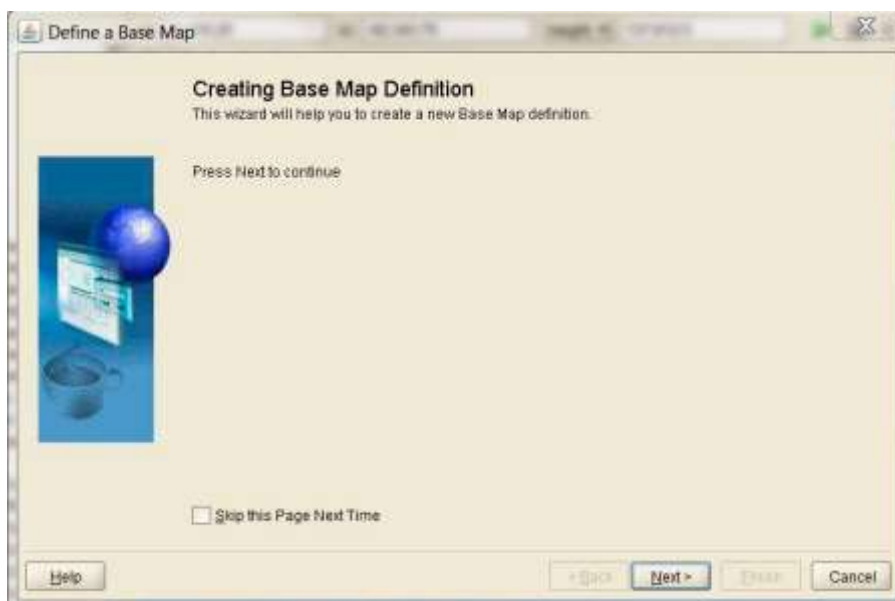 Define a Base Map
Creating Base Map Definition
This wizard will help you to create a new Base Map definition.
Press Next to continue
Skip this Page Next Time
Help
< Back
Next >
Finish
Cancel